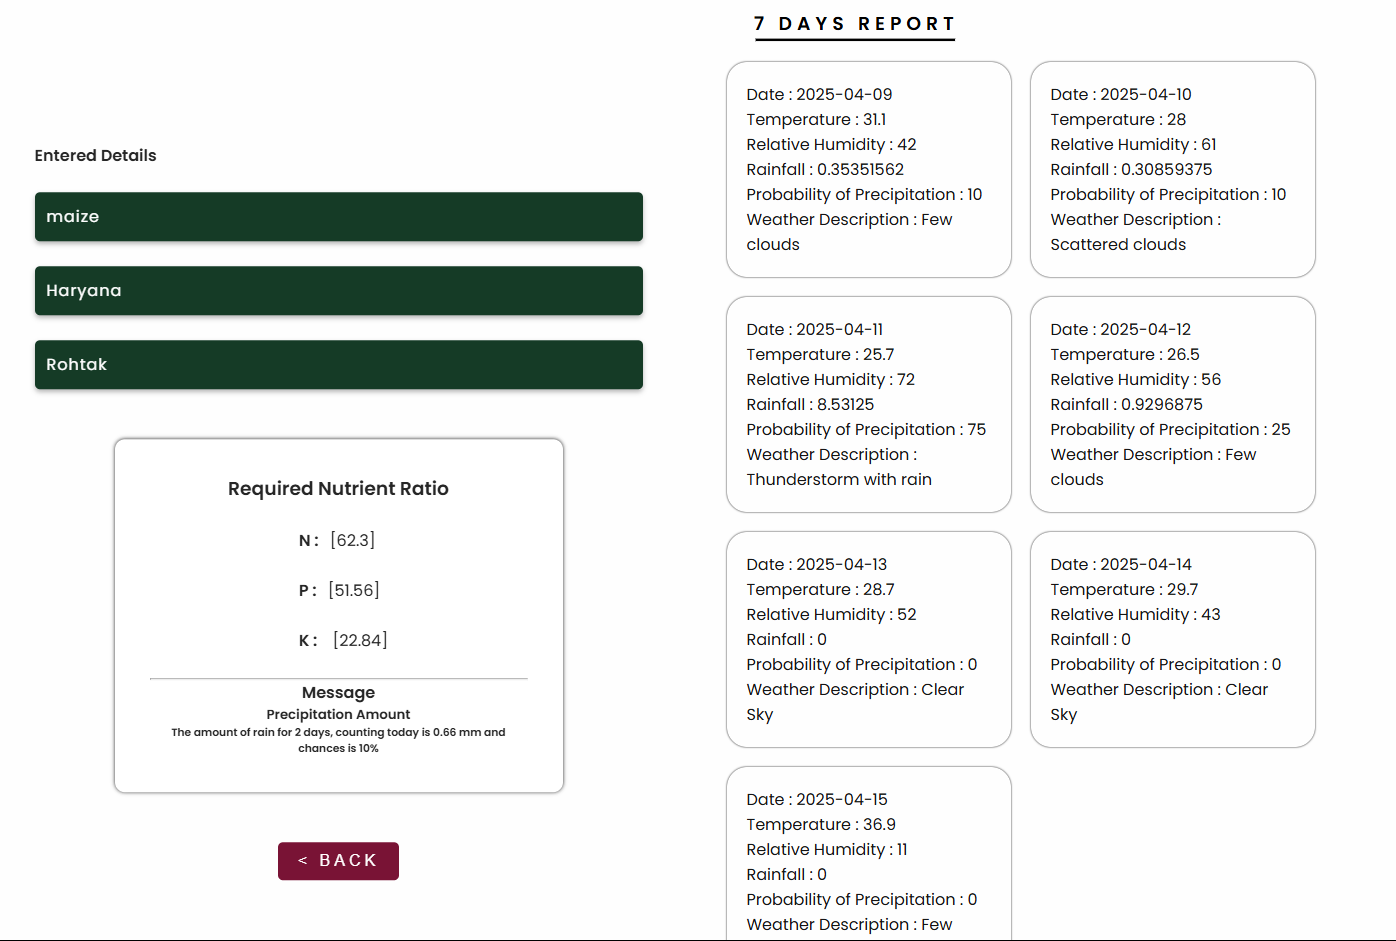 Entered Details
maize
Haryana
Rohtak
Required Nutrient Ratio
N : [62.3]
P : [51.56]
K : [22.84]
Message
Precipitation Amount
The amount of rain for 2 days, counting today is 0.66 mm and
chances is 10%
< BACK
7 DAYS REPORT
Date : 2025-04-09
Temperature : 31.1
Relative Humidity : 42
Rainfall : 0.35351562
Probability of Precipitation : 10
Weather Description : Few
clouds
Date : 2025-04-10
Temperature : 28
Relative Humidity : 61
Rainfall : 0.30859375
Probability of Precipitation : 10
Weather Description :
Scattered clouds
Date : 2025-04-11
Temperature : 25.7
Relative Humidity : 72
Rainfall : 8.53125
Probability of Precipitation : 75
Weather Description :
Thunderstorm with rain
Date : 2025-04-12
Temperature : 26.5
Relative Humidity : 56
Rainfall : 0.9296875
Probability of Precipitation : 25
Weather Description : Few
clouds
Date : 2025-04-13
Temperature : 28.7
Relative Humidity : 52
Rainfall : 0
Probability of Precipitation : 0
Weather Description : Clear
Sky
Date : 2025-04-14
Temperature : 29.7
Relative Humidity : 43
Rainfall : 0
Probability of Precipitation : 0
Weather Description : Clear
Sky
Date : 2025-04-15
Temperature : 36.9
Relative Humidity : 11
Rainfall : 0
Probability of Precipitation : 0
Weather Description : Few